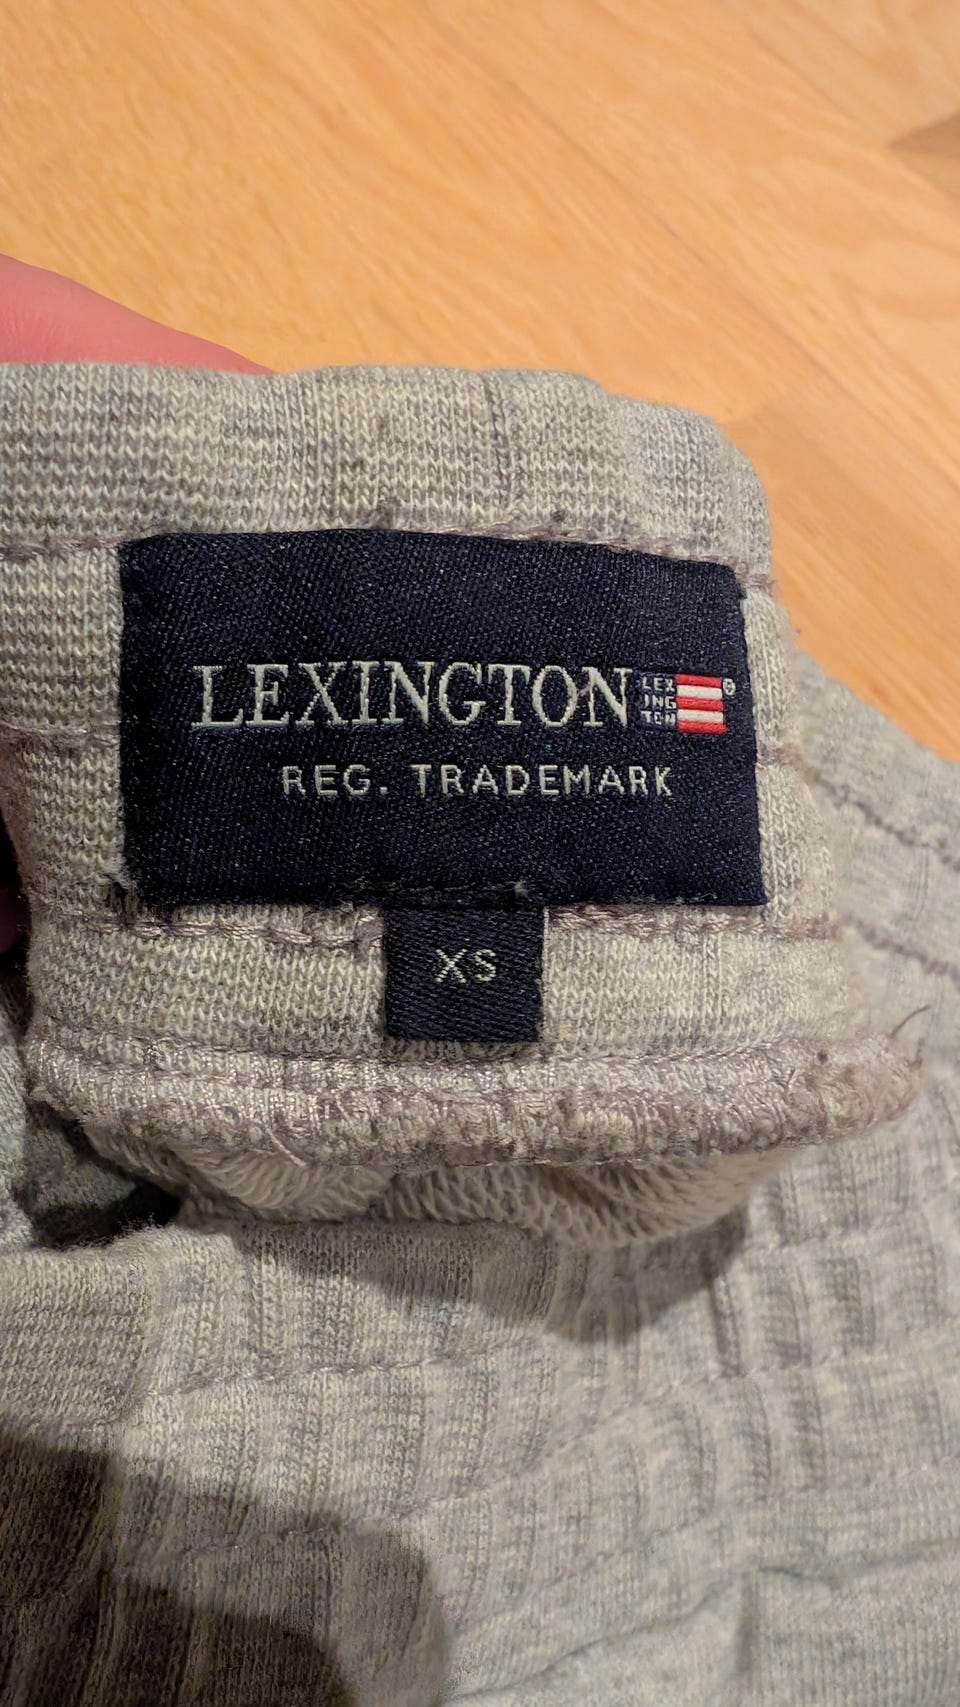 LEXINGTON
LEX
ING
TON
®
REG. TRADEMARK
XS